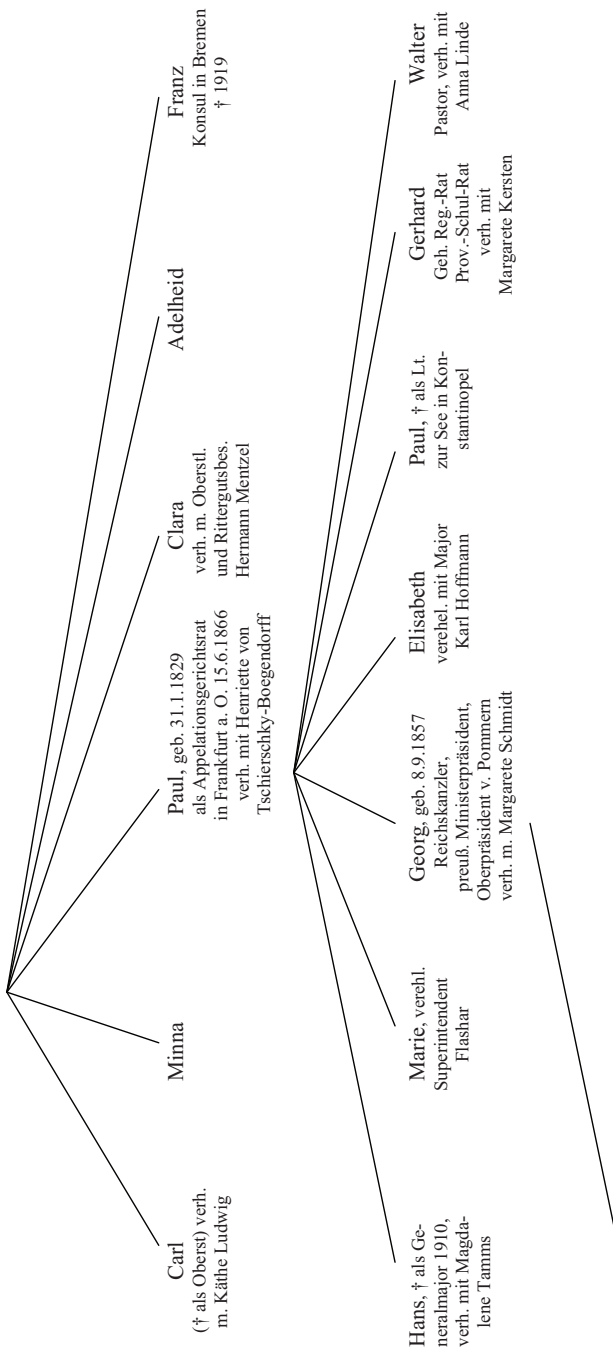 Carl
(† als Oberst) verh.
m. Käthe Ludwig
Minna
Paul, geb. 31.1.1829
als Appelationsgerichtsrat
in Frankfurt a. O. 15.6.1866
verh. mit Henriette von
Tschierschky-Boegendorff
Clara
verh. m. Oberstl.
und Rittergutsbes.
Hermann Mentzel
Adelheid
Franz
Konsul in Bremen
† 1919
Hans, † als Ge-
neralmajor 1910,
verh. mit Magda-
lene Tamms
Marie, verehl.
Superintendent
Flashar
Georg, geb. 8.9.1857
Reichskanzler,
preuß. Ministerpräsident,
Oberpräsident v. Pommern
verh. m. Margarete Schmidt
Elisabeth
verehel. mit Major
Karl Hoffmann
Paul, † als Lt.
zur See in Kon-
stantinopel
Gerhard
Geh. Reg.-Rat
Prov.-Schul-Rat
verh. mit
Margarete Kersten
Walter
Pastor, verh. mit
Anna Linde